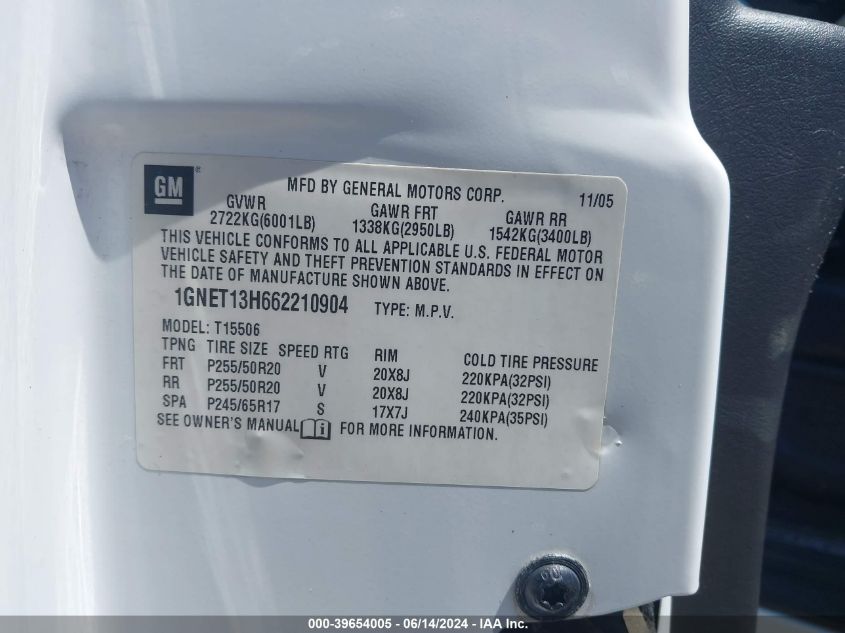 GM ® MFD BY GENERAL MOTORS CORP. 11/05
GVWR GAWR FRT GAWR RR
2722KG(6001LB) 1338KG(2950LB) 1542KG(3400LB)
THIS VEHICLE CONFORMS TO ALL APPLICABLE U.S. FEDERAL MOTOR
VEHICLE SAFETY AND THEFT PREVENTION STANDARDS IN EFFECT ON
THE DATE OF MANUFACTURE SHOWN ABOVE.
1GNET13H662210904 TYPE: M.P.V.
MODEL: T15506
TPNG TIRE SIZE SPEED RTG RIM COLD TIRE PRESSURE
FRT P255/50R20 V 20X8J 220KPA(32PSI)
RR P255/50R20 V 20X8J 220KPA(32PSI)
SPA P245/65R17 S 17X7J 240KPA(35PSI)
SEE OWNER'S MANUAL i FOR MORE INFORMATION.
000-39654005 - 06/14/2024 - IAA Inc.